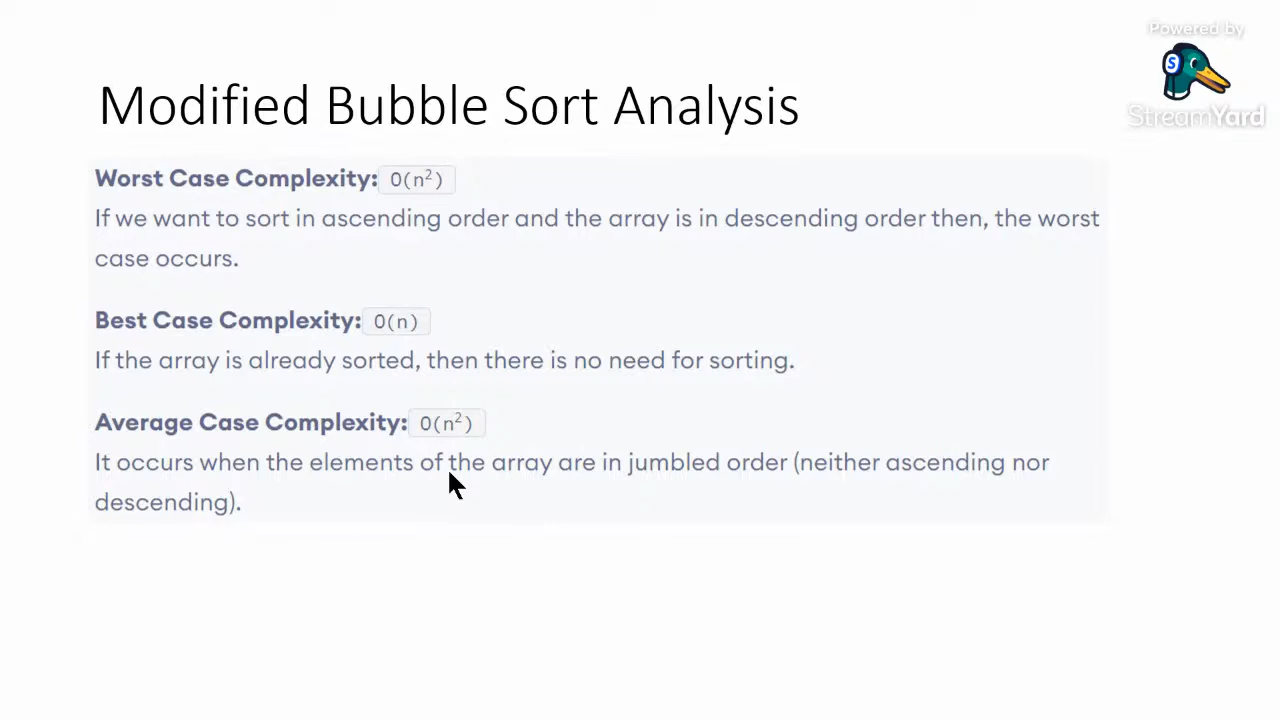 Powered by
S
StreamYard
Modified Bubble Sort Analysis
Worst Case Complexity: O(n²)
If we want to sort in ascending order and the array is in descending order then, the worst
case occurs.
Best Case Complexity: O(n)
If the array is already sorted, then there is no need for sorting.
Average Case Complexity: O(n²)
It occurs when the elements of the array are in jumbled order (neither ascending nor
descending).